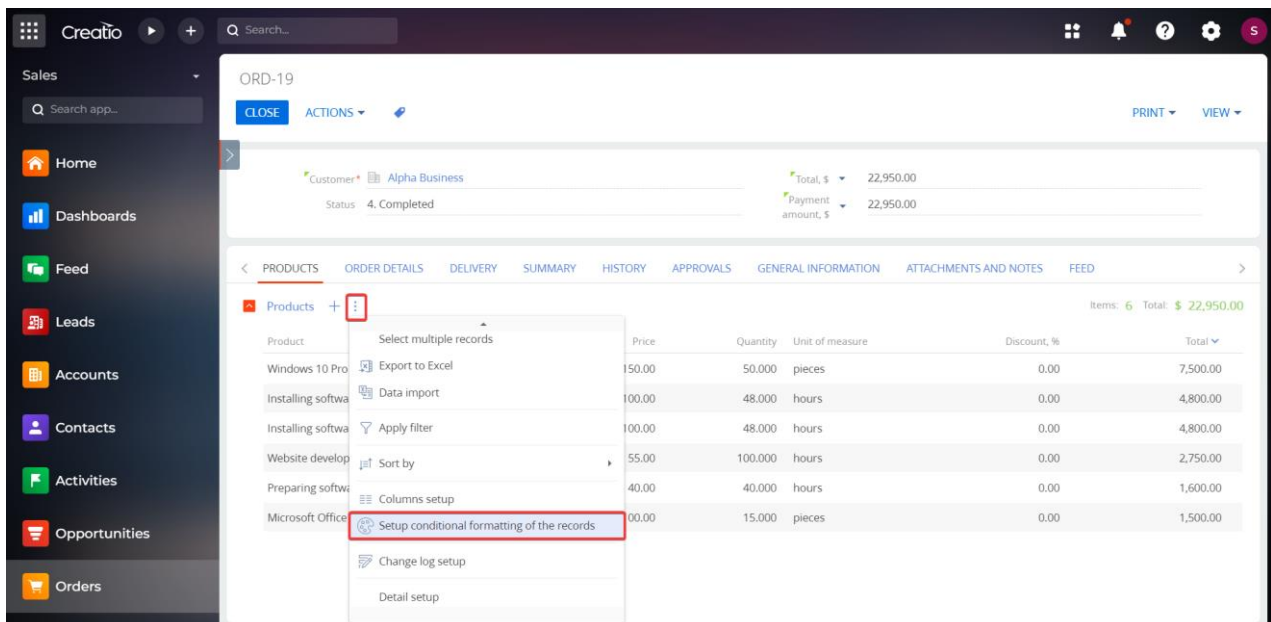 Creatio
Search...
S
Sales
Search app...
Home
Dashboards
Feed
Leads
Accounts
Contacts
Activities
Opportunities
Orders
ORD-19
CLOSE ACTIONS PRINT VIEW
Customer* Alpha Business Total, $ 22,950.00
Status 4. Completed Payment amount, $ 22,950.00
PRODUCTS ORDER DETAILS DELIVERY SUMMARY HISTORY APPROVALS GENERAL INFORMATION ATTACHMENTS AND NOTES FEED
Products Items: 6 Total: $ 22,950.00
Product Price Quantity Unit of measure Discount, % Total
Windows 10 Pro 150.00 50.000 pieces 0.00 7,500.00
Installing softwa 100.00 48.000 hours 0.00 4,800.00
Installing softwa 100.00 48.000 hours 0.00 4,800.00
Website develop 55.00 100.000 hours 0.00 2,750.00
Preparing softwa 40.00 40.000 hours 0.00 1,600.00
Microsoft Office 00.00 15.000 pieces 0.00 1,500.00
Select multiple records
Export to Excel
Data import
Apply filter
Sort by
Columns setup
Setup conditional formatting of the records
Change log setup
Detail setup